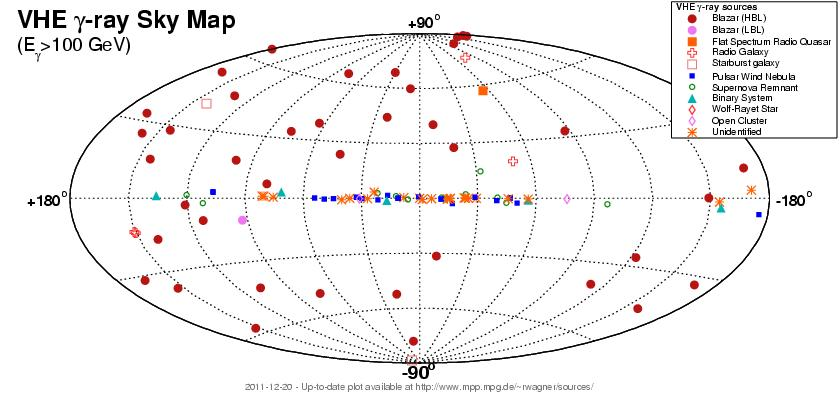 VHE γ-ray Sky Map
(Eγ>100 GeV)
VHE γ-ray sources
Blazar (HBL)
Blazar (LBL)
Flat Spectrum Radio Quasar
Radio Galaxy
Starburst galaxy
Pulsar Wind Nebula
Supernova Remnant
Binary System
Wolf-Rayet Star
Open Cluster
Unidentified
+90°
+180°
-180°
-90°
2011-12-20 - Up-to-date plot available at http://www.mpp.mpg.de/~rwagner/sources/